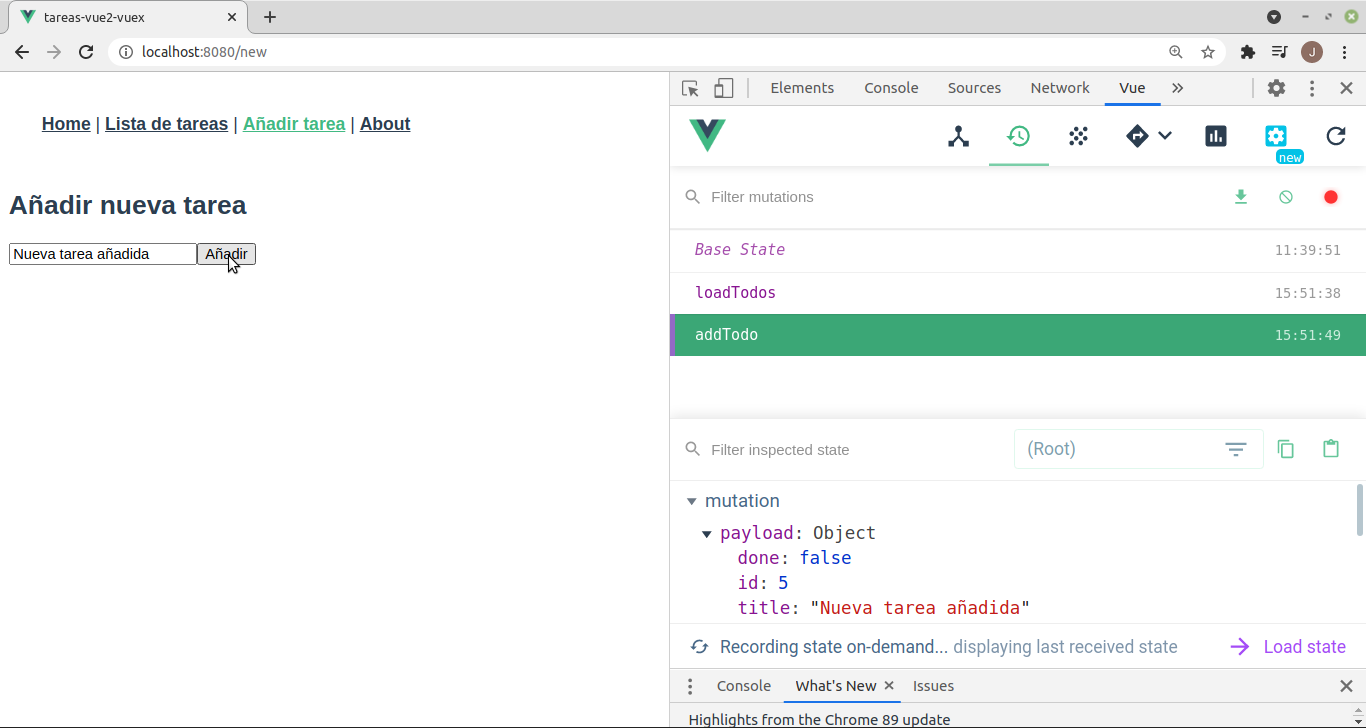 tareas-vue2-vuex
localhost:8080/new
J
Home | Lista de tareas | Añadir tarea | About
Añadir nueva tarea
Nueva tarea añadida Añadir
Elements Console Sources Network Vue
new
Filter mutations
Base State 11:39:51
loadTodos 15:51:38
addTodo 15:51:49
Filter inspected state (Root)
mutation
payload: Object
done: false
id: 5
title: "Nueva tarea añadida"
Recording state on-demand... displaying last received state Load state
Console What's New Issues
Highlights from the Chrome 89 update